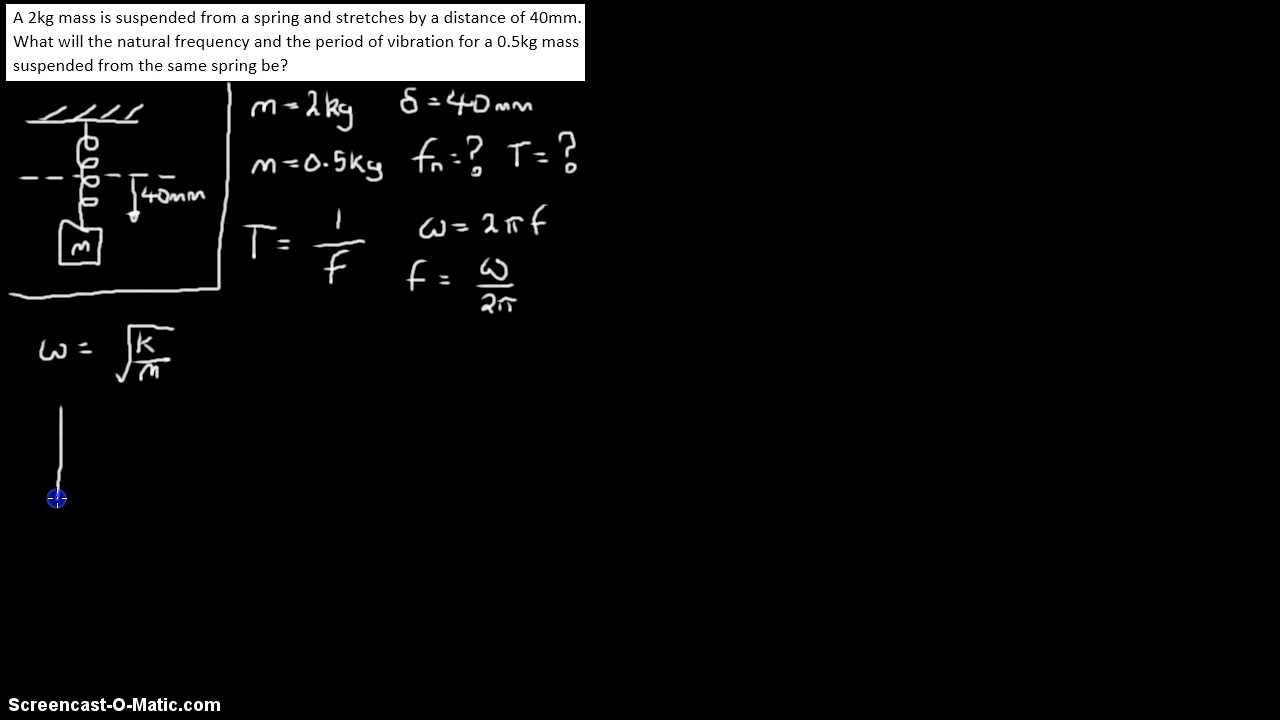 A 2kg mass is suspended from a spring and stretches by a distance of 40mm.
What will the natural frequency and the period of vibration for a 0.5kg mass
suspended from the same spring be?
m = 2kg δ = 40mm
m = 0.5kg fn = ? T = ?
40mm
m
T = 1/f ω = 2πf
f = ω/2π
ω = √(k/m)
Screencast-O-Matic.com